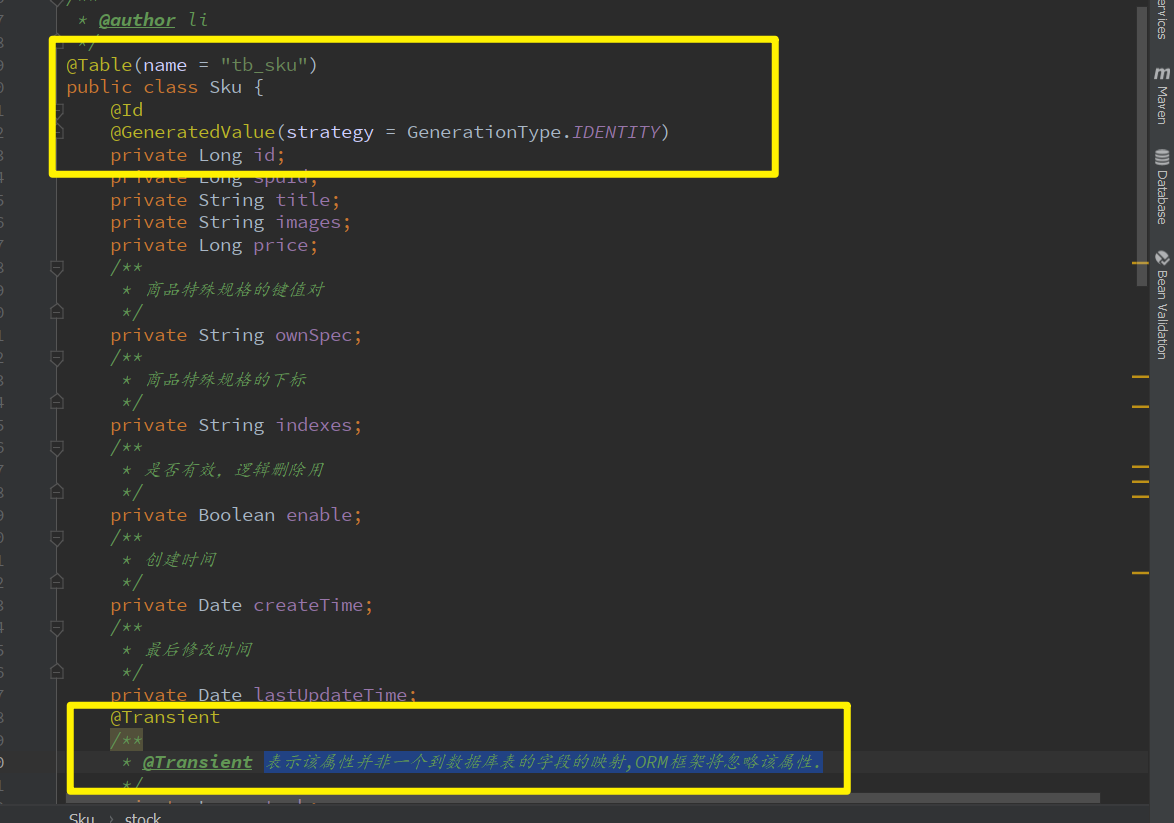 * @author li
*/
@Table(name = "tb_sku")
public class Sku {
@Id
@GeneratedValue(strategy = GenerationType.IDENTITY)
private Long id;
private Long spuId;
private String title;
private String images;
private Long price;
/**
* 商品特殊规格的键值对
*/
private String ownSpec;
/**
* 商品特殊规格的下标
*/
private String indexes;
/**
* 是否有效，逻辑删除用
*/
private Boolean enable;
/**
* 创建时间
*/
private Date createTime;
/**
* 最后修改时间
*/
private Date lastUpdateTime;
@Transient
/**
* @Transient 表示该属性并非一个到数据库表的字段的映射,ORM框架将忽略该属性.
*/
Sku › stock
m Maven
Database
Bean Validation